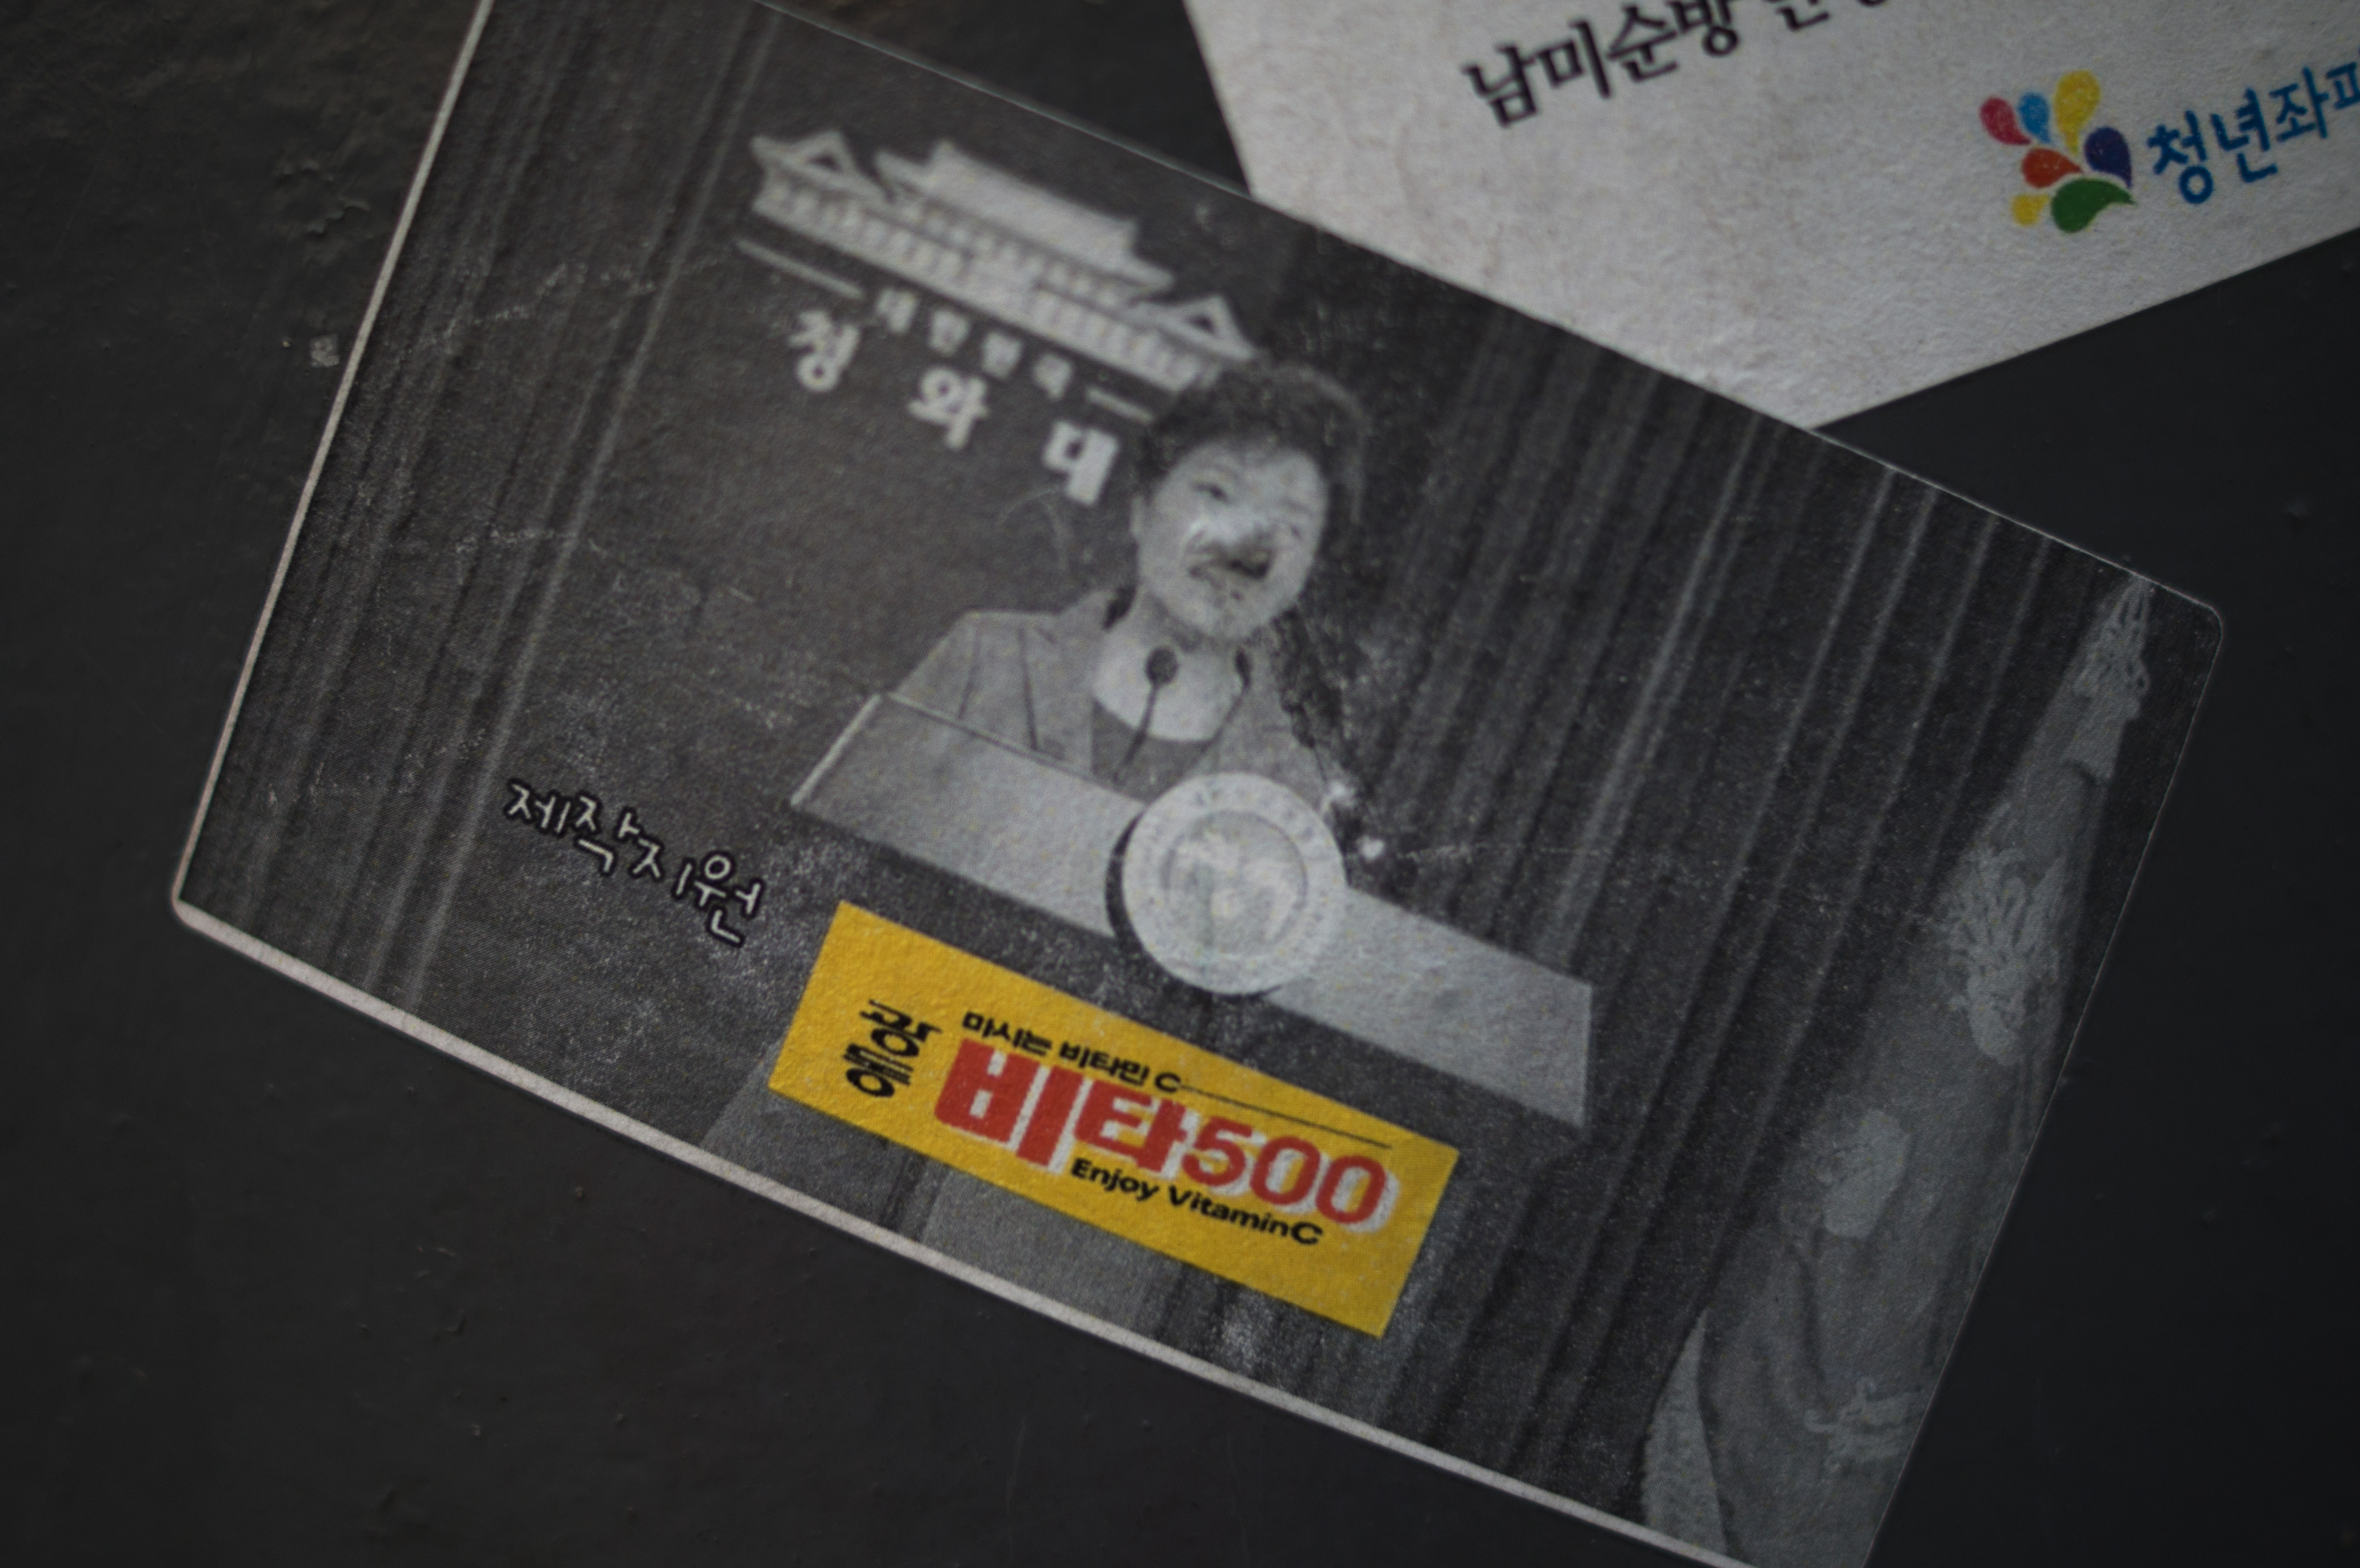 남미순방
청년좌파
대한민국
청와대
제작지원
광동
마시는 비타민 C
비타500
Enjoy VitaminC